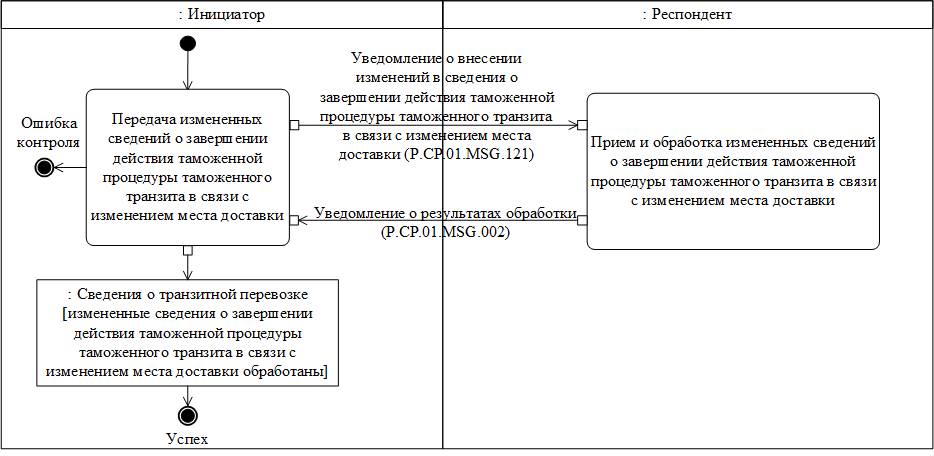 : Инициатор
: Респондент
Уведомление о внесении
изменений в сведения о
завершении действия таможенной
процедуры таможенного транзита
в связи с изменением места
доставки (P.CP.01.MSG.121)
Ошибка
контроля
Передача измененных
сведений о завершении
действия таможенной
процедуры таможенного
транзита в связи с
изменением места доставки
Прием и обработка измененных сведений
о завершении действия таможенной
процедуры таможенного транзита в связи
с изменением места доставки
Уведомление о результатах обработки
(P.CP.01.MSG.002)
: Сведения о транзитной перевозке
[измененные сведения о завершении
действия таможенной процедуры
таможенного транзита в связи с
изменением места доставки обработаны]
Успех